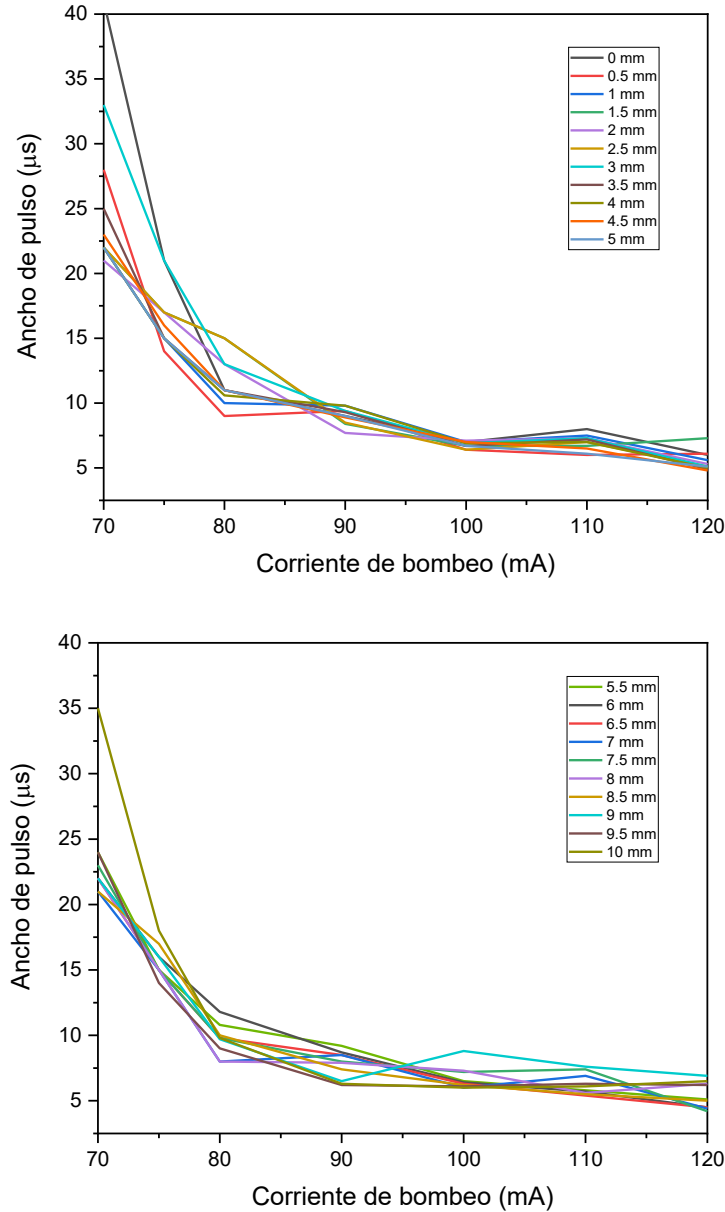 40
35
30
25
20
15
10
5
Ancho de pulso (μs)
0 mm
0.5 mm
1 mm
1.5 mm
2 mm
2.5 mm
3 mm
3.5 mm
4 mm
4.5 mm
5 mm
70 80 90 100 110 120
Corriente de bombeo (mA)
40
35
30
25
20
15
10
5
Ancho de pulso (μs)
5.5 mm
6 mm
6.5 mm
7 mm
7.5 mm
8 mm
8.5 mm
9 mm
9.5 mm
10 mm
70 80 90 100 110 120
Corriente de bombeo (mA)